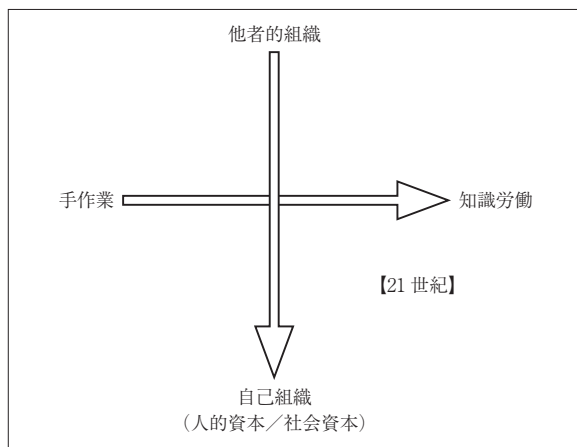 他者的組織
手作業
知識労働
【21 世紀】
自己組織
（人的資本／社会資本）